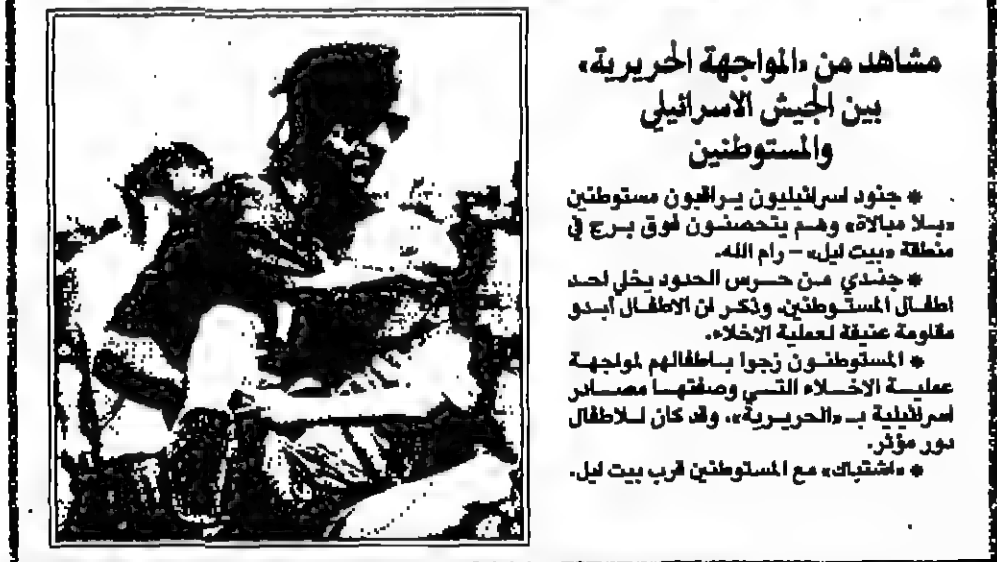 مشاهد من «المواجهة الحريرية»
بين الجيش الاسرائيلي
والمستوطنين
* جنود اسرائيليون يراقبون مستوطنين
«بلا مبالاة» وهم يتحصنون فوق برج في
منطقة «بيت ايل» - رام الله.
* جندي من حرس الحدود يخلي احد
اطفال المستوطنين، وذكر ان الاطفال أبدو
مقاومة عنيفة لعملية الاخلاء.
* المستوطنون زجوا باطفالهم لمواجهة
عملية الاخلاء التي وصفتها مصادر
اسرائيلية بـ «الحريرية»، وقد كان للاطفال
دور مؤثر.
* «اشتباك» مع المستوطنين قرب بيت ايل.